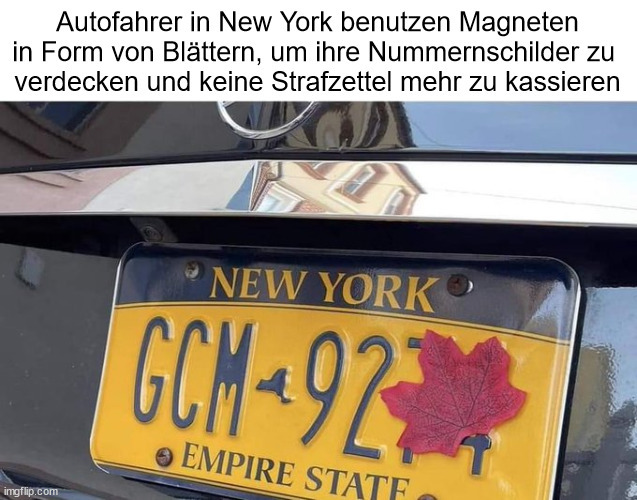 Autofahrer in New York benutzen Magneten
in Form von Blättern, um ihre Nummernschilder zu
verdecken und keine Strafzettel mehr zu kassieren
NEW YORK
GCM 92
EMPIRE STATE
imgflip.com